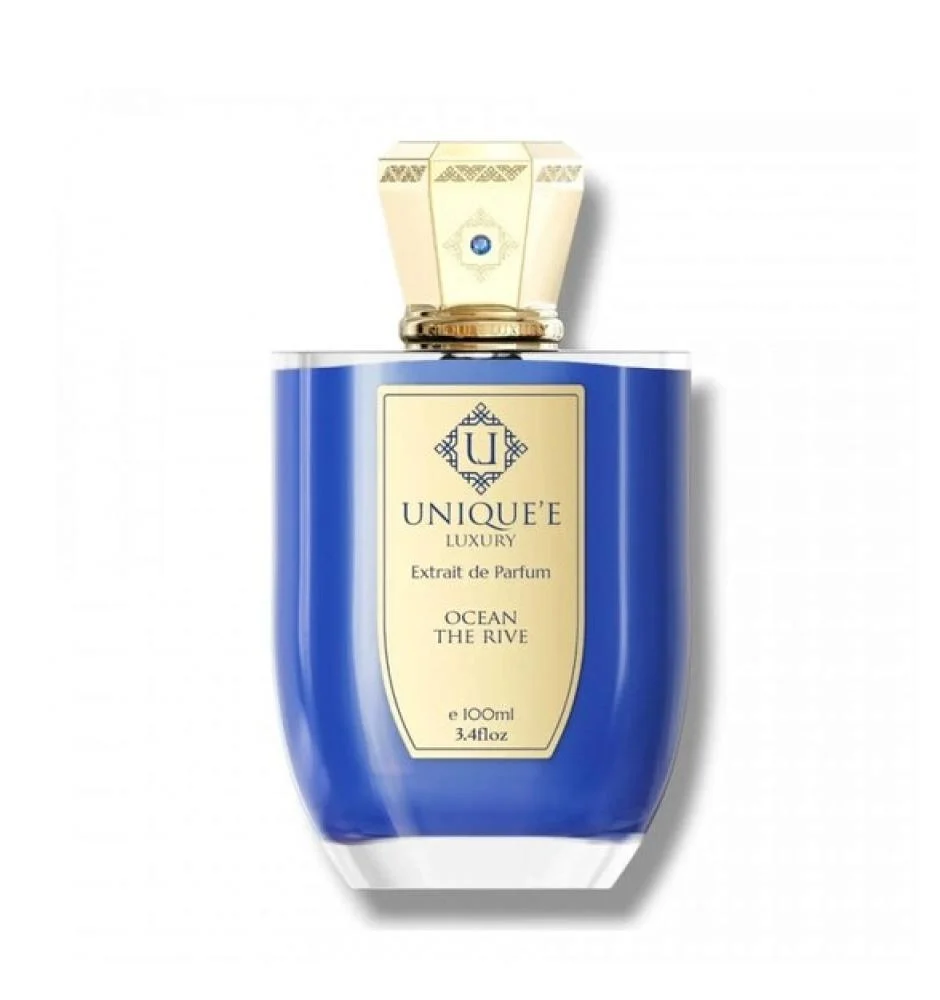 U
UNIQUE'E
LUXURY
Extrait de Parfum
OCEAN
THE RIVE
e 100ml
3.4floz